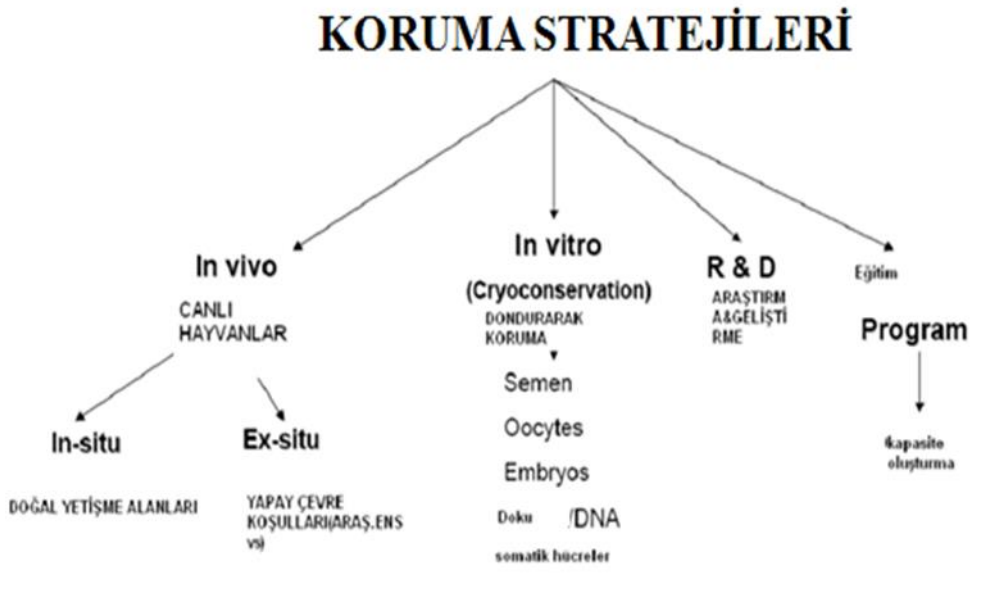 KORUMA STRATEJİLERİ
In vivo
CANLI
HAYVANLAR
In-situ
DOĞAL YETİŞME ALANLARI
Ex-situ
YAPAY ÇEVRE
KOŞULLARI(ARAŞ.ENS
vs)
In vitro
(Cryoconservation)
DONDURARAK
KORUMA
Semen
Oocytes
Embryos
Doku /DNA
somatik hücreler
R & D
ARAŞTIRM
A&GELİŞTİ
RME
Eğitim
Program
(kapasite
oluşturma